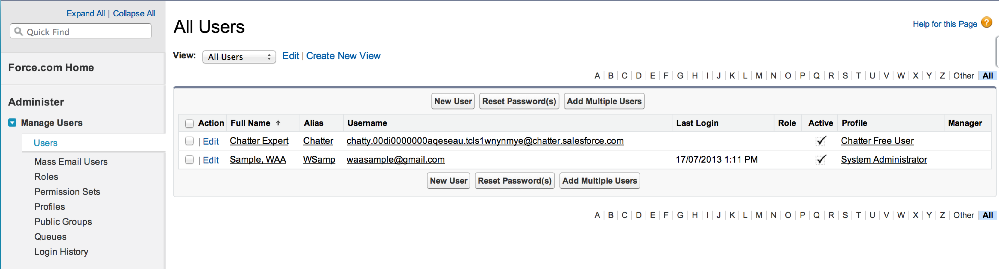 Expand All | Collapse All
Quick Find
Force.com Home
Administer
Manage Users
Users
Mass Email Users
Roles
Permission Sets
Profiles
Public Groups
Queues
Login History
All Users
Help for this Page ?
View: All Users Edit | Create New View
A | B | C | D | E | F | G | H | I | J | K | L | M | N | O | P | Q | R | S | T | U | V | W | X | Y | Z | Other | All
New User Reset Password(s) Add Multiple Users
Action Full Name ↑ Alias Username Last Login Role Active Profile Manager
| Edit Chatter Expert Chatter chatty.00di0000000aqeseau.tcls1wnynmye@chatter.salesforce.com ✓ Chatter Free User
| Edit Sample, WAA WSamp waasample@gmail.com 17/07/2013 1:11 PM ✓ System Administrator
New User Reset Password(s) Add Multiple Users
A | B | C | D | E | F | G | H | I | J | K | L | M | N | O | P | Q | R | S | T | U | V | W | X | Y | Z | Other | All